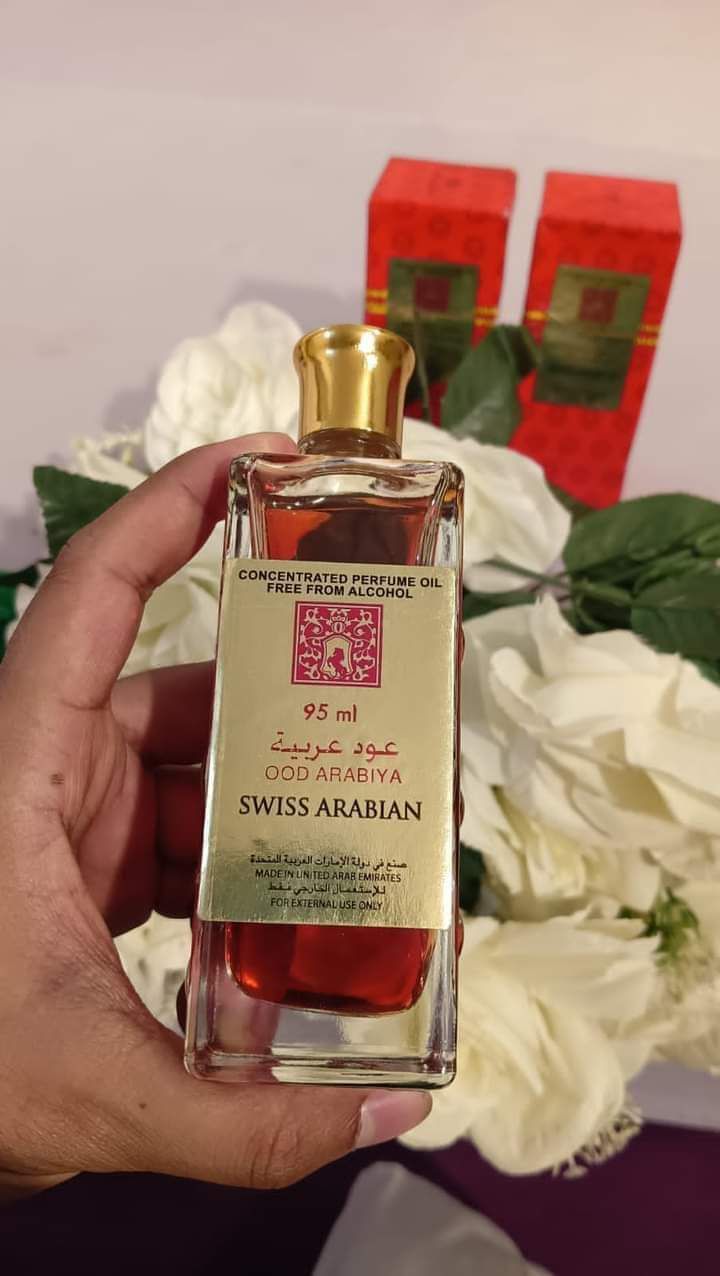 CONCENTRATED PERFUME OIL
FREE FROM ALCOHOL
95 ml
عود عربية
OOD ARABIYA
SWISS ARABIAN
صنع في دولة الإمارات العربية المتحدة
MADE IN UNITED ARAB EMIRATES
للإستعمال الخارجي فقط
FOR EXTERNAL USE ONLY